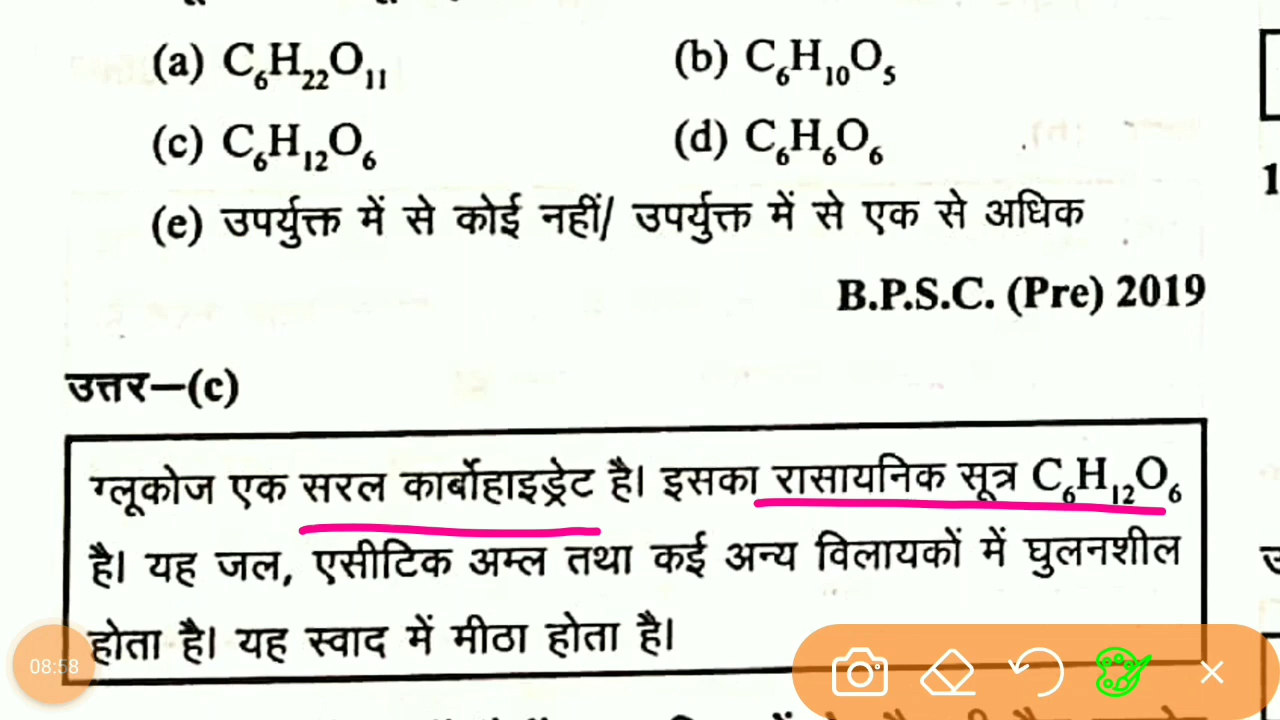 (a) C₆H₂₂O₁₁ (b) C₆H₁₀O₅
(c) C₆H₁₂O₆ (d) C₆H₆O₆
(e) उपर्युक्त में से कोई नहीं/ उपर्युक्त में से एक से अधिक
B.P.S.C. (Pre) 2019
उत्तर–(c)
ग्लूकोज एक सरल कार्बोहाइड्रेट है। इसका रासायनिक सूत्र C₆H₁₂O₆
है। यह जल, एसीटिक अम्ल तथा कई अन्य विलायकों में घुलनशील
होता है। यह स्वाद में मीठा होता है।
08:58
1